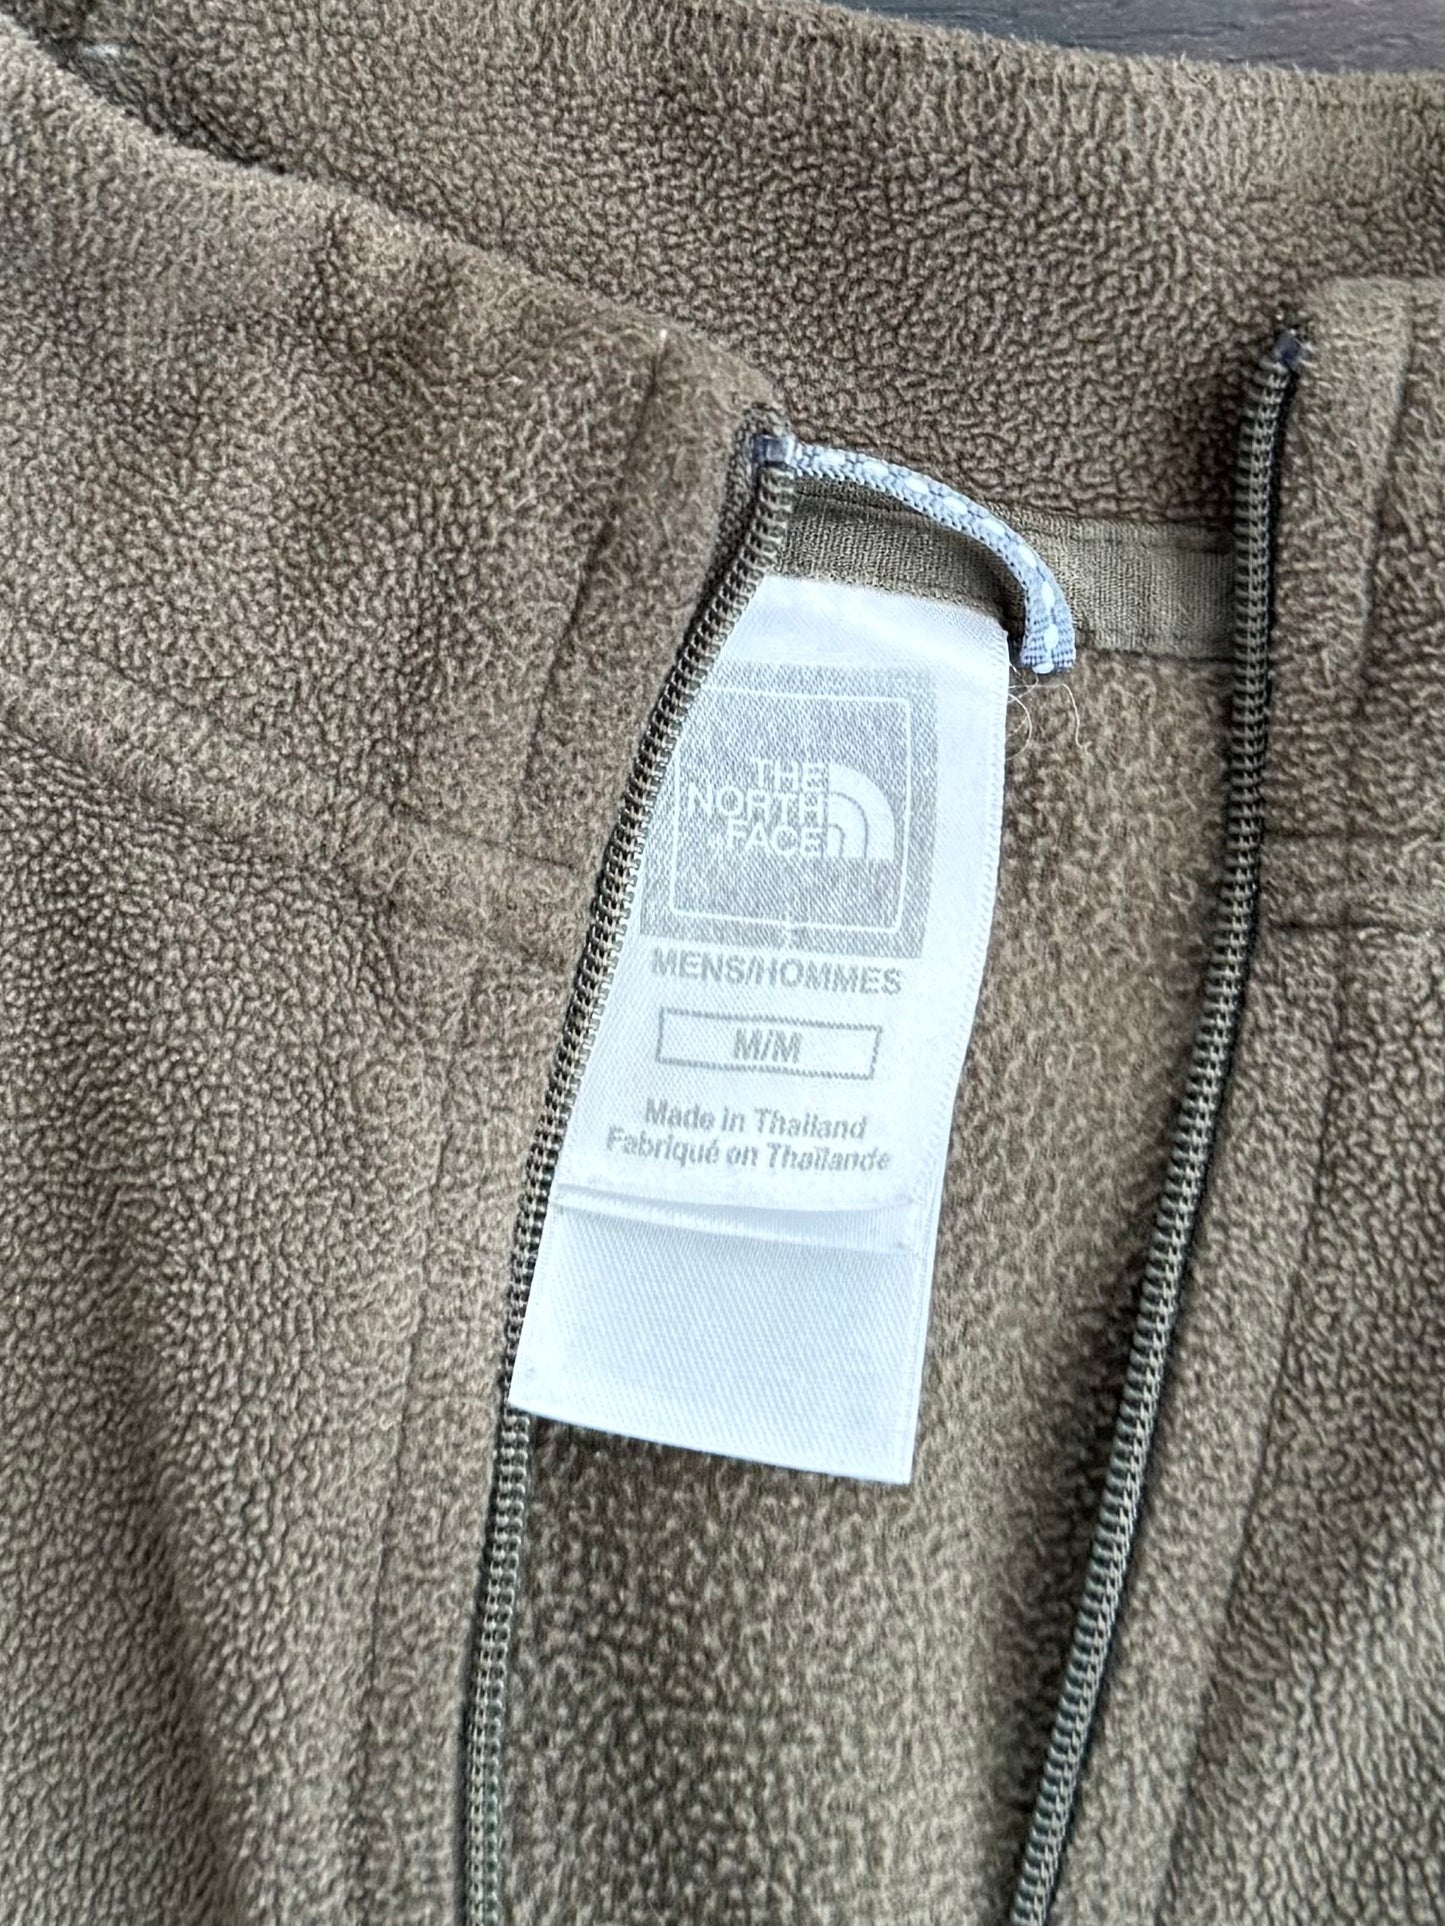 THE
NORTH
FACE
MENS/HOMMES
M/M
Made in Thailand
Fabriqué en Thaïlande